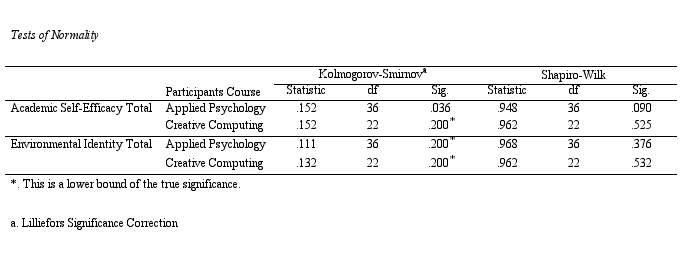 Tests of Normality
Kolmogorov-Smirnovª Shapiro-Wilk
Participants Course Statistic df Sig. Statistic df Sig.
Academic Self-Efficacy Total Applied Psychology .152 36 .036 .948 36 .090
Creative Computing .152 22 .200* .962 22 .525
Environmental Identity Total Applied Psychology .111 36 .200* .968 36 .376
Creative Computing .132 22 .200* .962 22 .532
*. This is a lower bound of the true significance.
a. Lilliefors Significance Correction